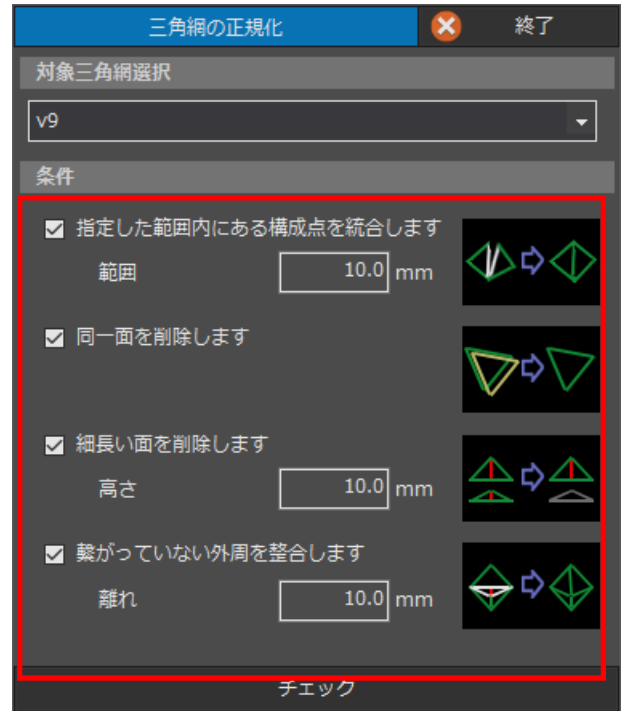 三角網の正規化
終了
対象三角網選択
v9
条件
指定した範囲内にある構成点を統合します
範囲 10.0 mm
同一面を削除します
細長い面を削除します
高さ 10.0 mm
繋がっていない外周を整合します
離れ 10.0 mm
チェック